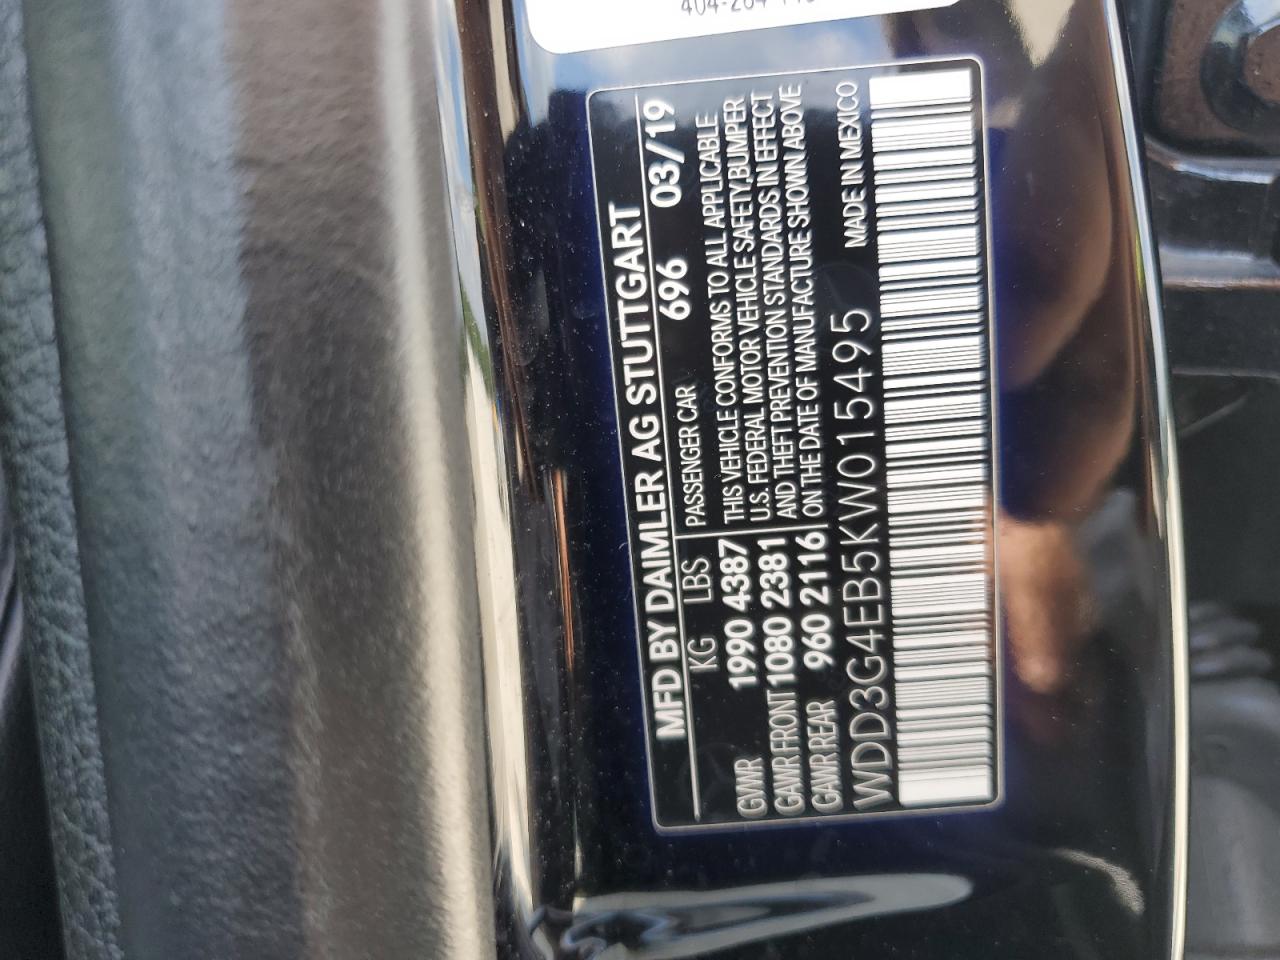 MFD BY DAIMLER AG STUTTGART
KG LBS PASSENGER CAR 696 03/19
GVWR 1990 4387 THIS VEHICLE CONFORMS TO ALL APPLICABLE
GAWR FRONT 1080 2381 U.S. FEDERAL MOTOR VEHICLE SAFETY,BUMPER
GAWR REAR 960 2116 AND THEFT PREVENTION STANDARDS IN EFFECT
ON THE DATE OF MANUFACTURE SHOWN ABOVE
WDD3G4EB5KW015495 MADE IN MEXICO